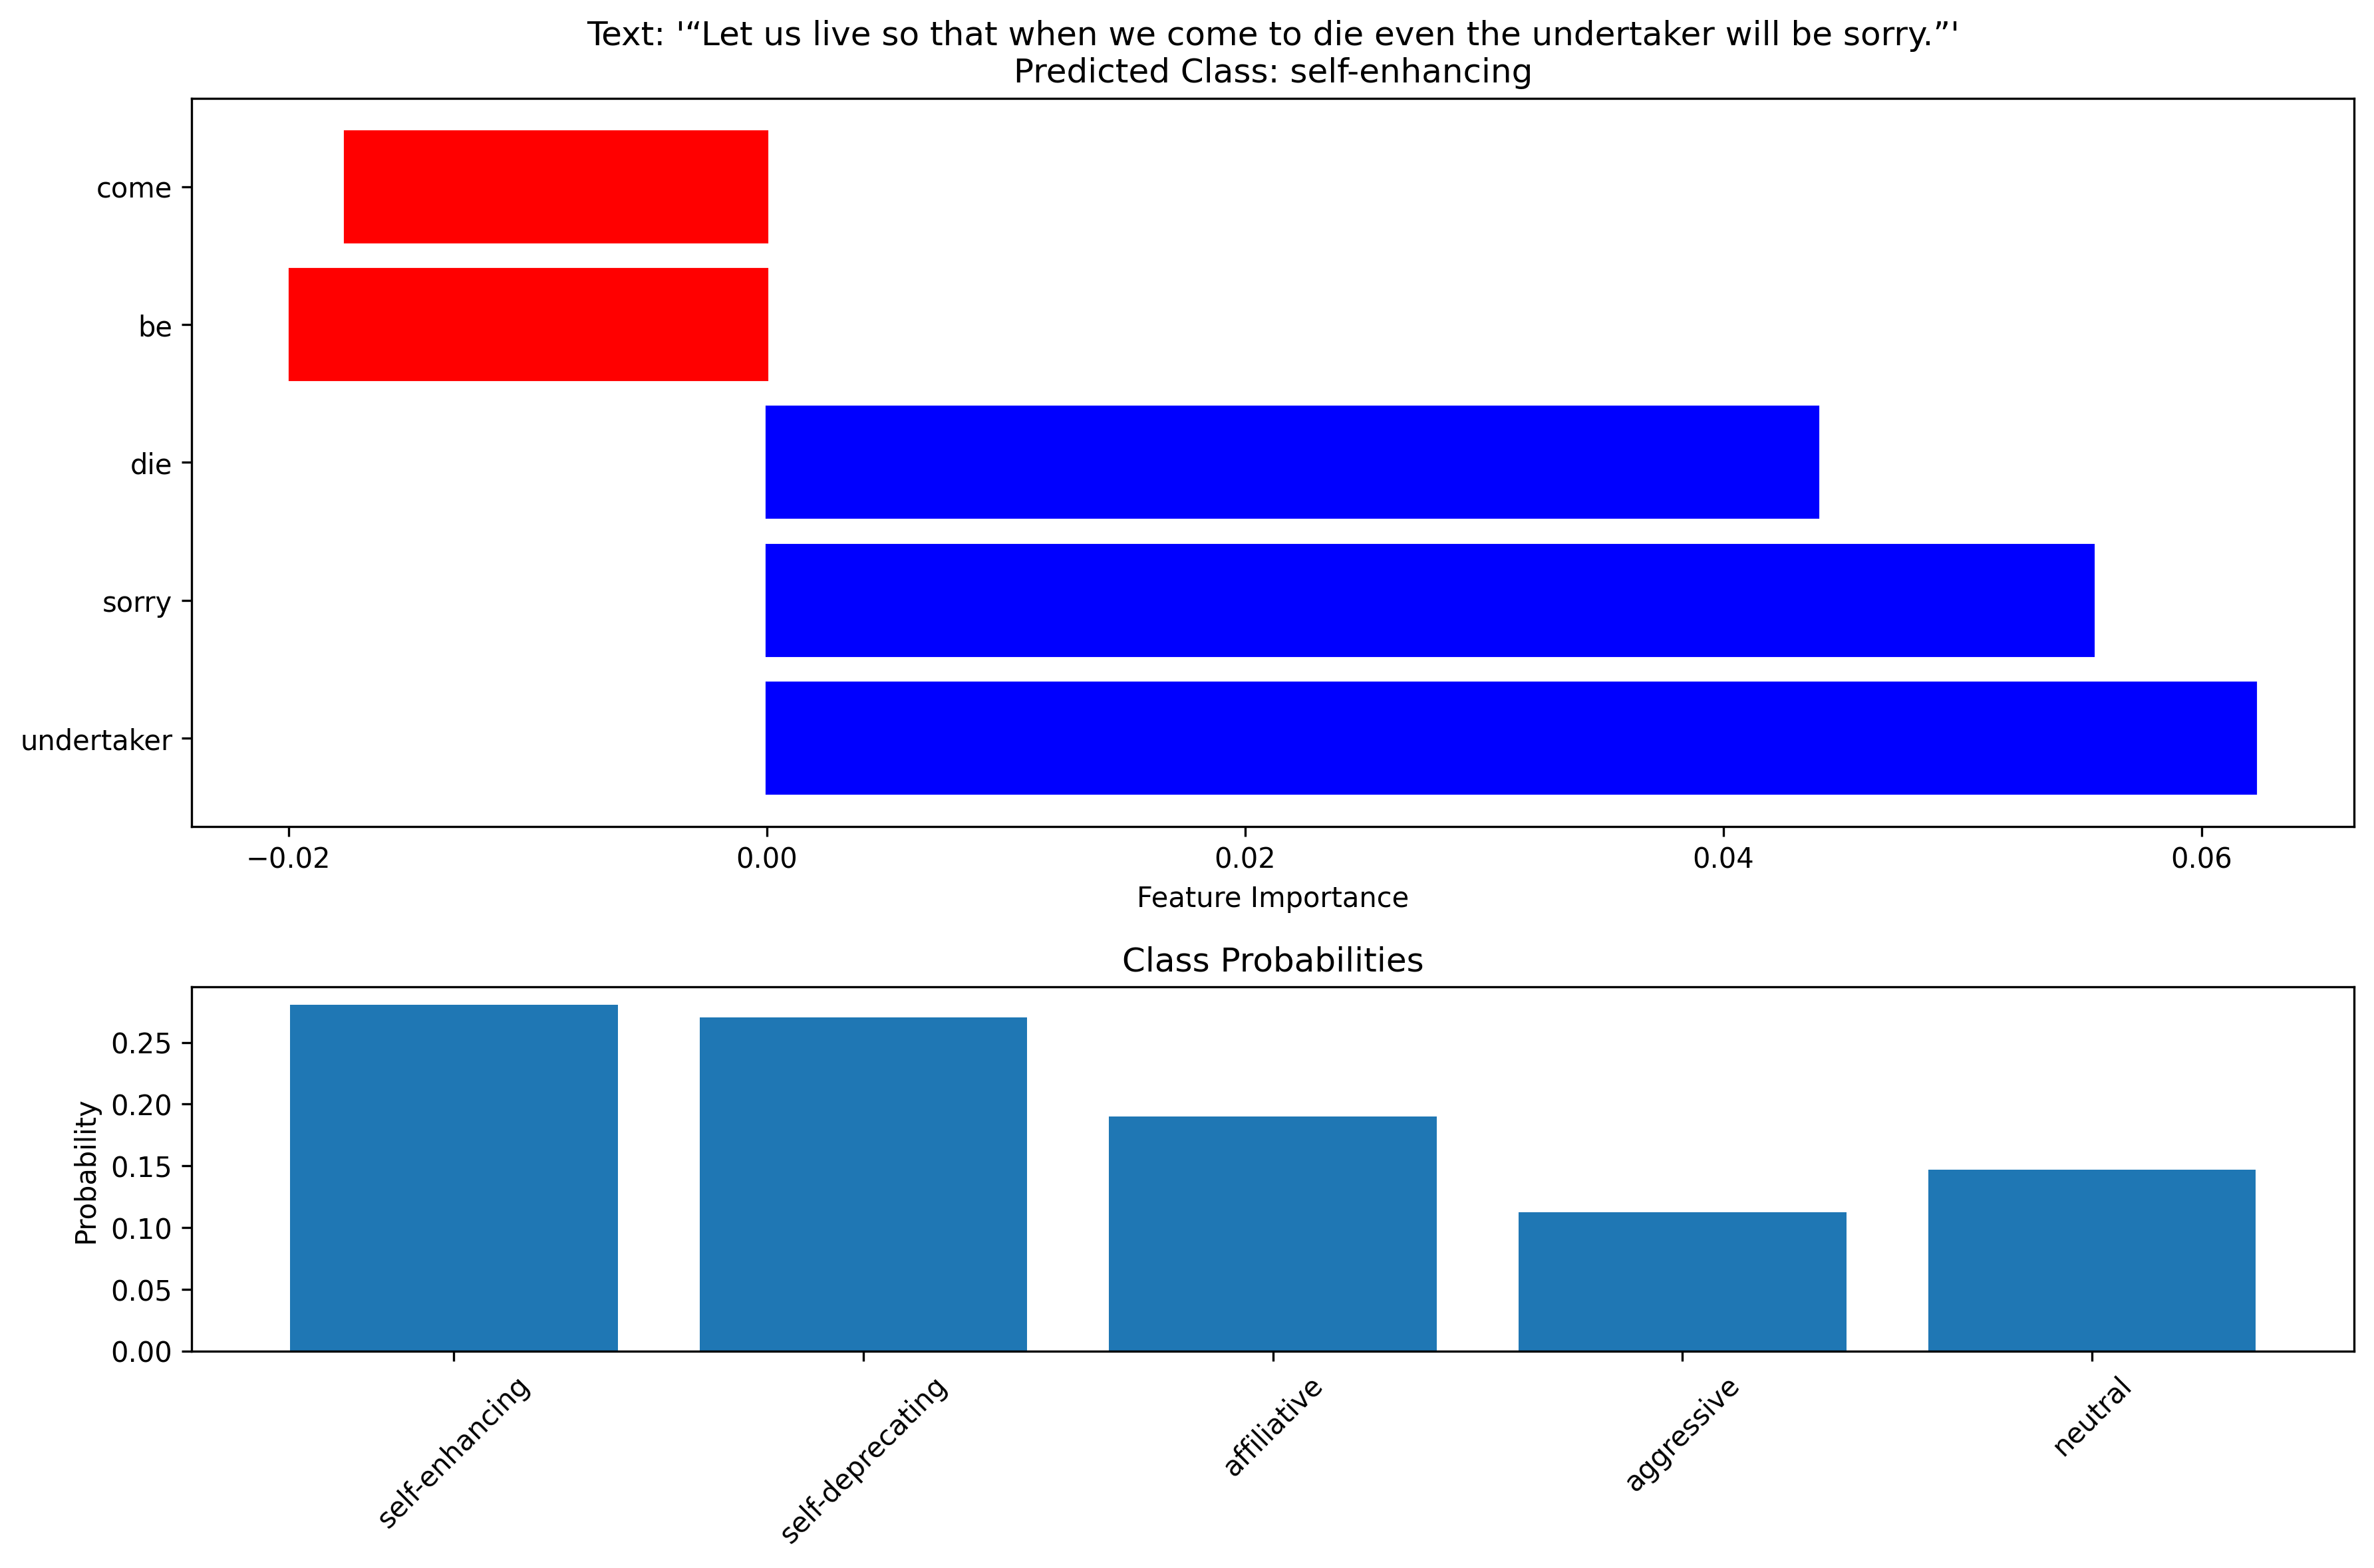 Text: '“Let us live so that when we come to die even the undertaker will be sorry.”'
Predicted Class: self-enhancing
come
be
die
sorry
undertaker
−0.02 0.00 0.02 0.04 0.06
Feature Importance
Class Probabilities
Probability
0.25
0.20
0.15
0.10
0.05
0.00
self-enhancing
self-deprecating
affiliative
aggressive
neutral